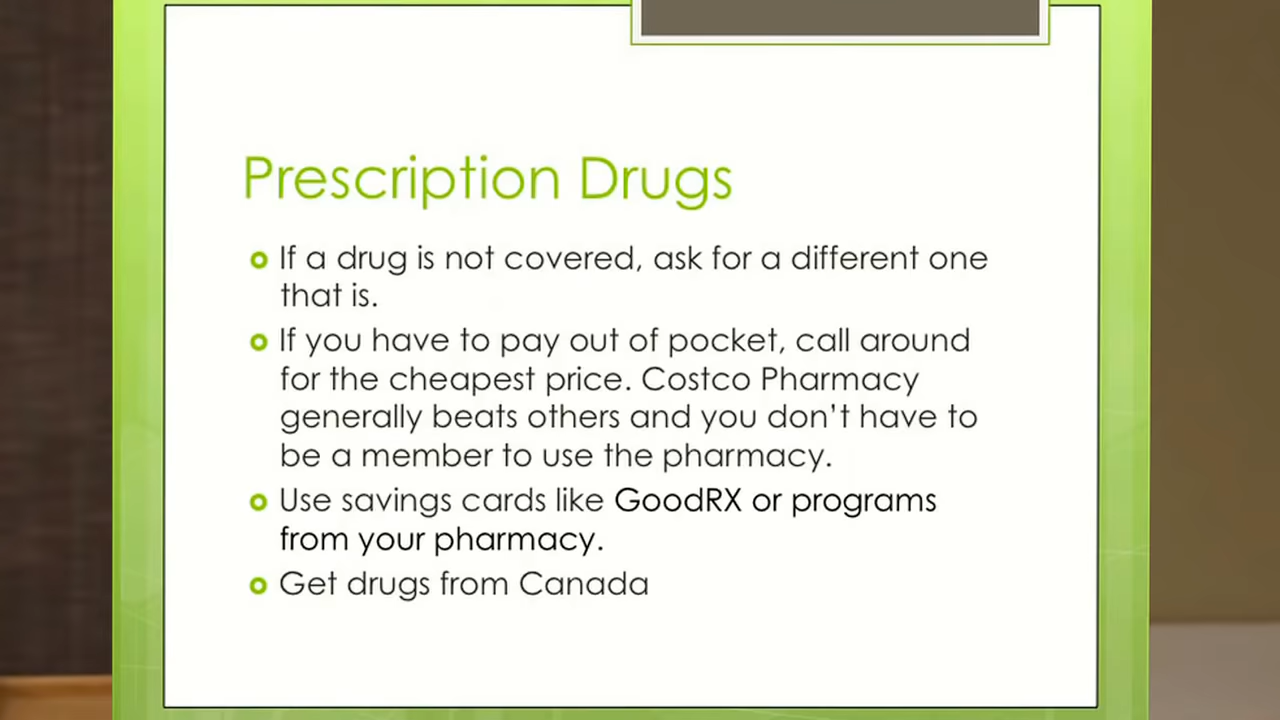 Prescription Drugs
If a drug is not covered, ask for a different one
that is.
If you have to pay out of pocket, call around
for the cheapest price. Costco Pharmacy
generally beats others and you don't have to
be a member to use the pharmacy.
Use savings cards like GoodRX or programs
from your pharmacy.
Get drugs from Canada